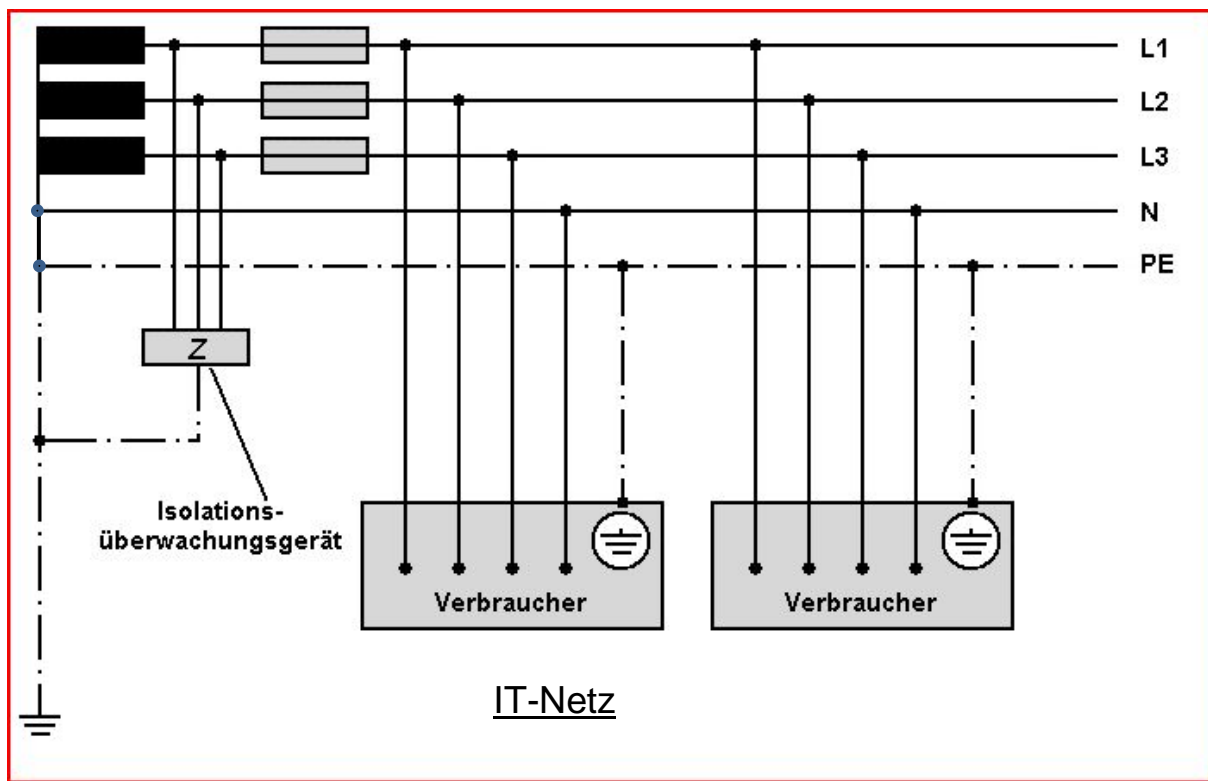 L1
L2
L3
N
PE
Z
Isolations-
überwachungsgerät
Verbraucher
Verbraucher
IT-Netz